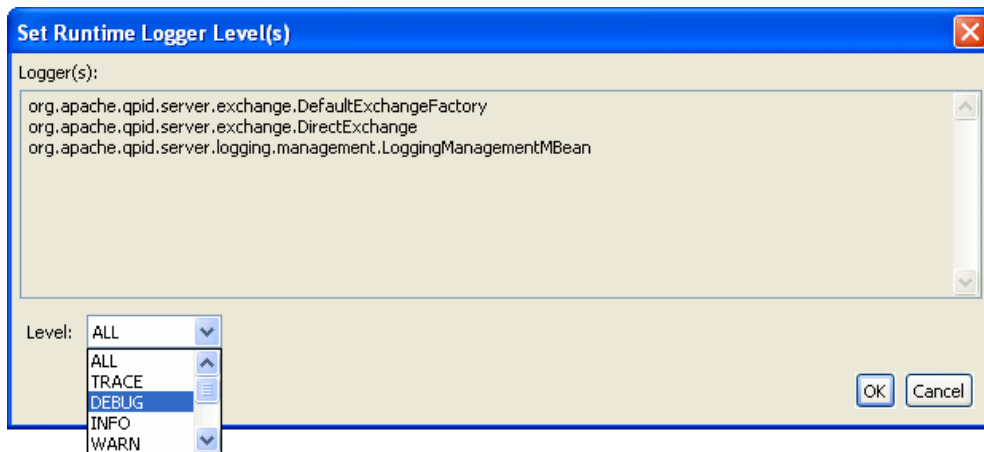 Set Runtime Logger Level(s)
Logger(s):
org.apache.qpid.server.exchange.DefaultExchangeFactory
org.apache.qpid.server.exchange.DirectExchange
org.apache.qpid.server.logging.management.LoggingManagementMBean
Level: ALL
ALL
TRACE
DEBUG
INFO
WARN
OK Cancel